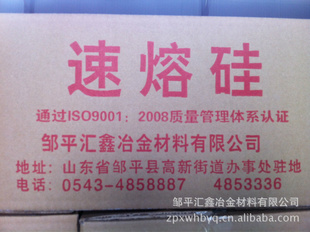 速熔硅
通过ISO9001：2008质量管理体系认证
邹平汇鑫冶金材料有限公司
地址：山东省邹平县高新街道办事处驻地
电话：0543-4858887 4853336
邹平汇鑫冶金材料有限公司
zpxwhbyq.cn.alibaba.com